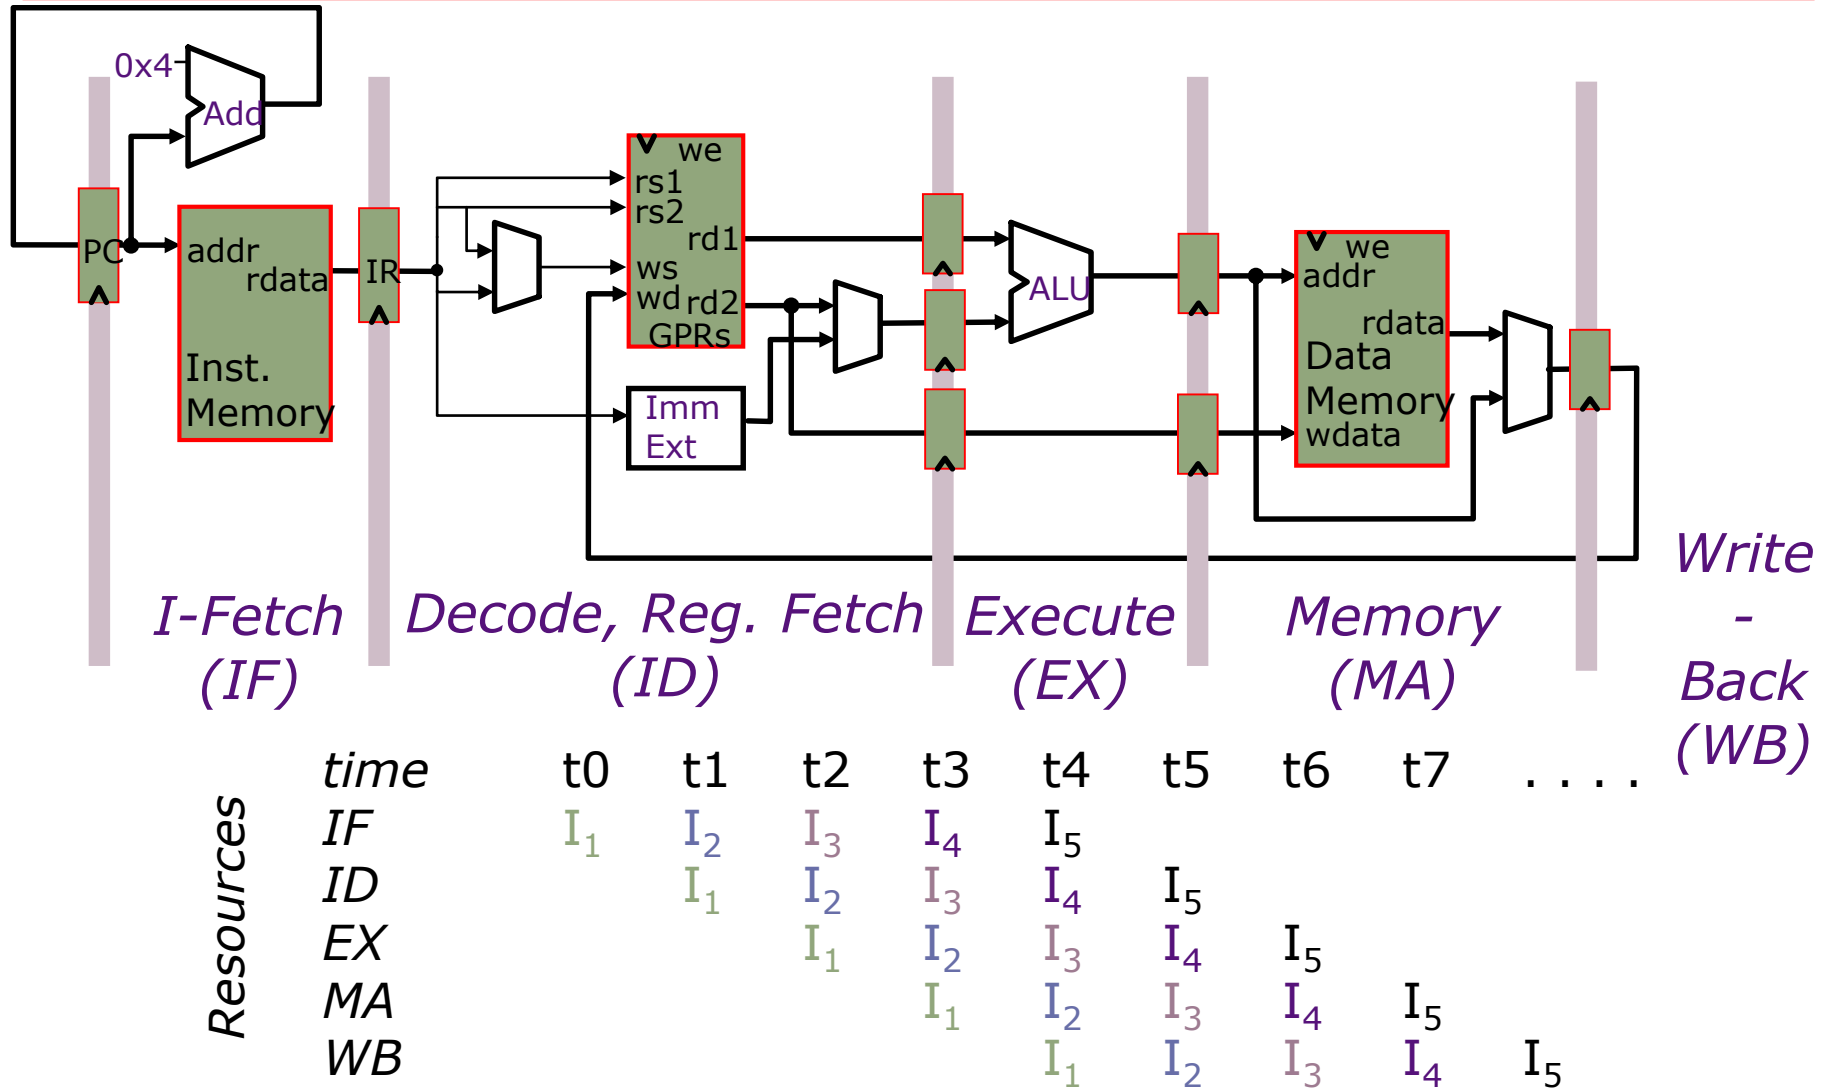 0x4
Add
PC
addr
rdata
Inst.
Memory
IR
we
rs1
rs2
rd1
ws
wd rd2
GPRs
Imm
Ext
ALU
we
addr
rdata
Data
Memory
wdata
I-Fetch
(IF)
Decode, Reg. Fetch
(ID)
Execute
(EX)
Memory
(MA)
Write
-
Back
(WB)
Resources
time t0 t1 t2 t3 t4 t5 t6 t7 . . . .
IF I1 I2 I3 I4 I5
ID I1 I2 I3 I4 I5
EX I1 I2 I3 I4 I5
MA I1 I2 I3 I4 I5
WB I1 I2 I3 I4 I5